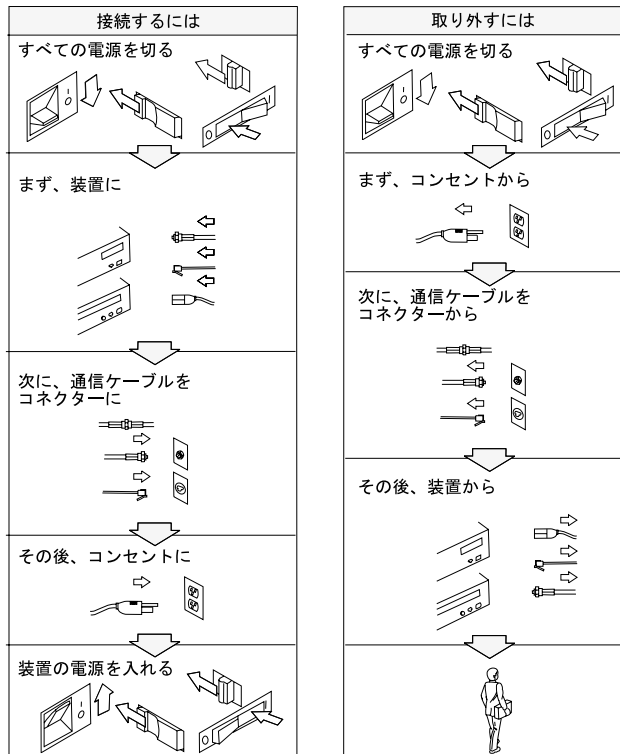 接続するには
すべての電源を切る
まず、装置に
次に、通信ケーブルを
コネクターに
その後、コンセントに
装置の電源を入れる
取り外すには
すべての電源を切る
まず、コンセントから
次に、通信ケーブルを
コネクターから
その後、装置から